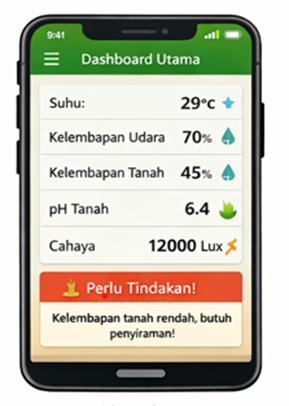 9:41
Dashboard Utama
Suhu: 29°C
Kelembapan Udara 70%
Kelembapan Tanah 45%
pH Tanah 6.4
Cahaya 12000 Lux
Perlu Tindakan!
Kelembapan tanah rendah, butuh
penyiraman!